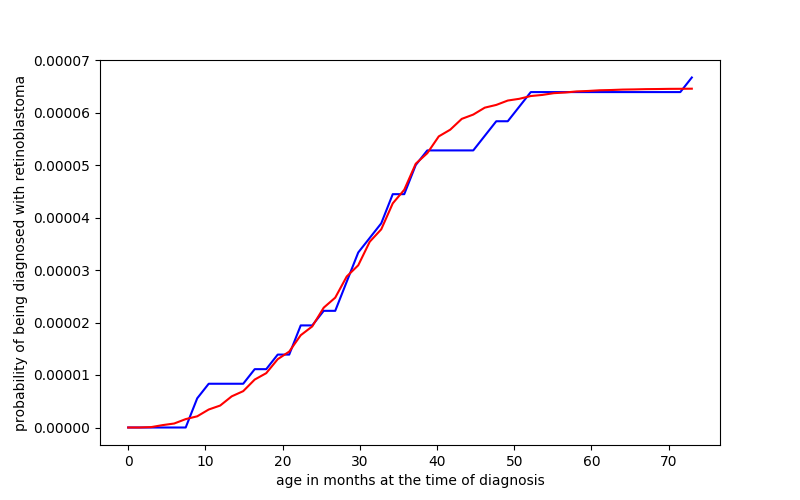 probability of being diagnosed with retinoblastoma
0.00007
0.00006
0.00005
0.00004
0.00003
0.00002
0.00001
0.00000
0 10 20 30 40 50 60 70
age in months at the time of diagnosis